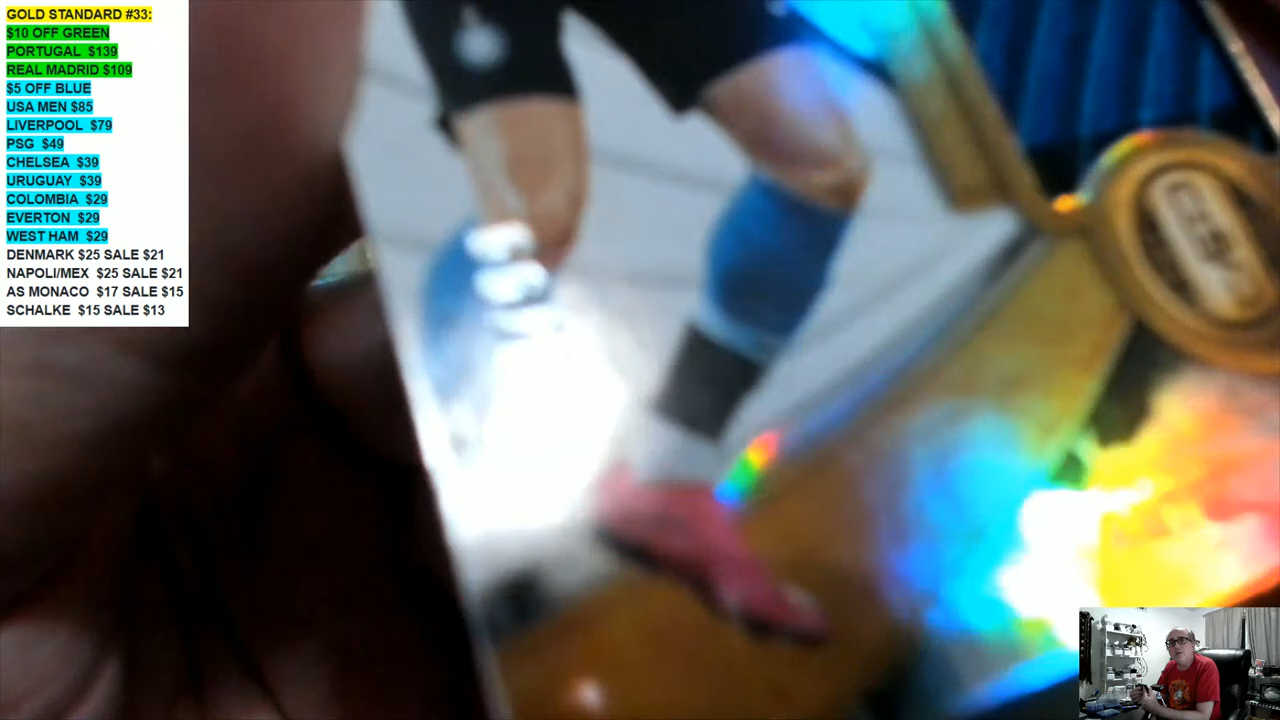 GOLD STANDARD #33:
$10 OFF GREEN
PORTUGAL $139
REAL MADRID $109
$5 OFF BLUE
USA MEN $85
LIVERPOOL $79
PSG $49
CHELSEA $39
URUGUAY $39
COLOMBIA $29
EVERTON $29
WEST HAM $29
DENMARK $25 SALE $21
NAPOLI/MEX $25 SALE $21
AS MONACO $17 SALE $15
SCHALKE $15 SALE $13